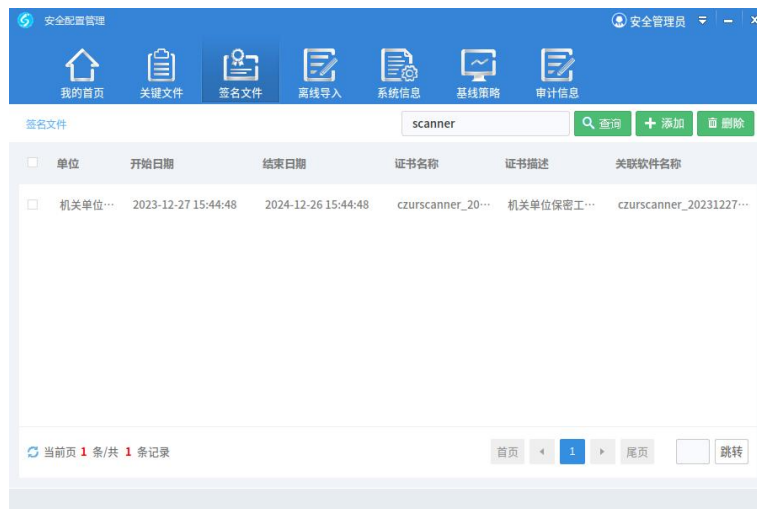 安全配置管理 安全管理员
我的首页 关键文件 签名文件 离线导入 系统信息 基线策略 审计信息
签名文件 scanner 查询 添加 删除
单位 开始日期 结束日期 证书名称 证书描述 关联软件名称
机关单位… 2023-12-27 15:44:48 2024-12-26 15:44:48 czurscanner_20… 机关单位保密工… czurscanner_20231227…
当前页 1 条/共 1 条记录 首页 1 尾页 跳转